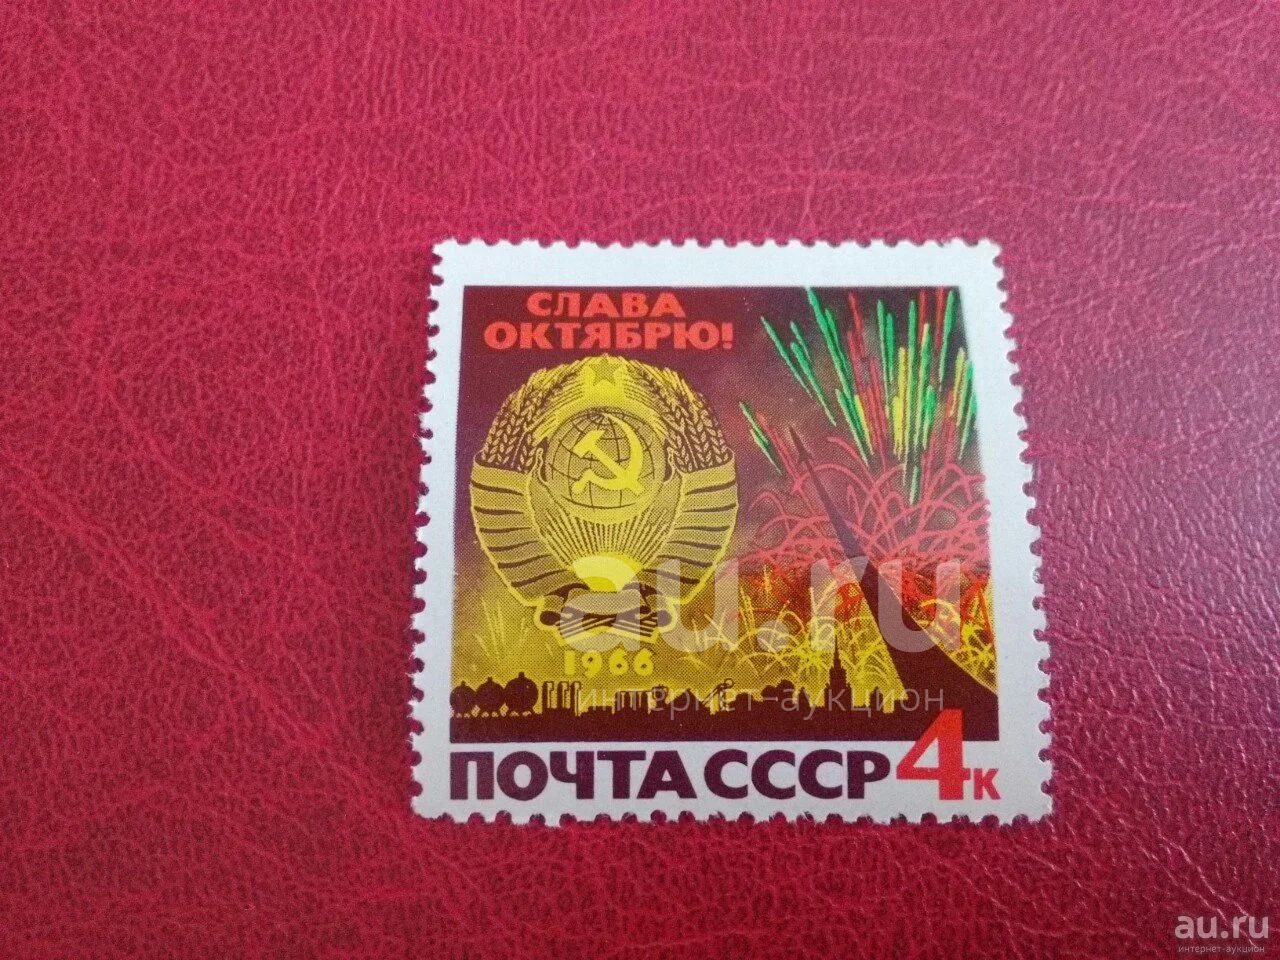 СЛАВА
ОКТЯБРЮ!
au.ru
1966
интернет-аукцион
ПОЧТА СССР 4к
au.ru
интернет-аукцион